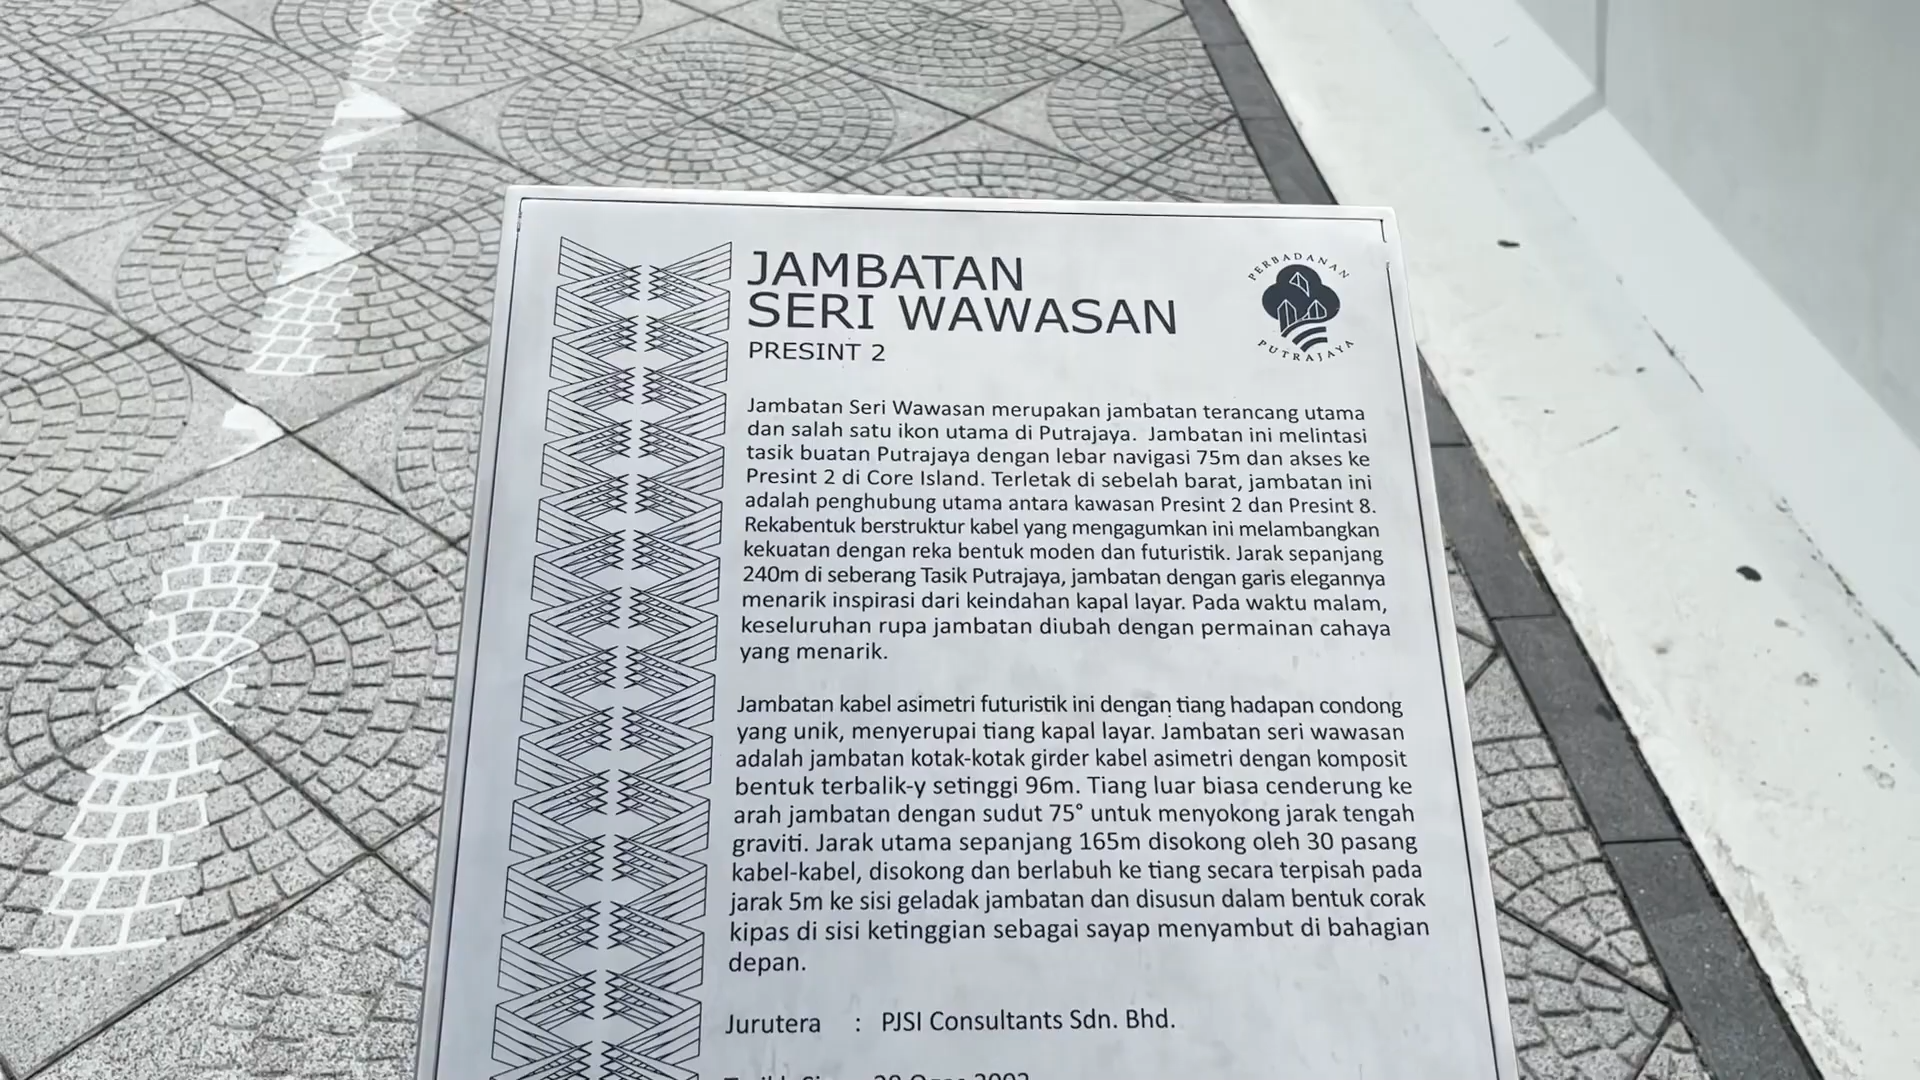 JAMBATAN
SERI WAWASAN
PRESINT 2
PERBADANAN
PUTRAJAYA
Jambatan Seri Wawasan merupakan jambatan terancang utama
dan salah satu ikon utama di Putrajaya. Jambatan ini melintasi
tasik buatan Putrajaya dengan lebar navigasi 75m dan akses ke
Presint 2 di Core Island. Terletak di sebelah barat, jambatan ini
adalah penghubung utama antara kawasan Presint 2 dan Presint 8.
Rekabentuk berstruktur kabel yang mengagumkan ini melambangkan
kekuatan dengan reka bentuk moden dan futuristik. Jarak sepanjang
240m di seberang Tasik Putrajaya, jambatan dengan garis elegannya
menarik inspirasi dari keindahan kapal layar. Pada waktu malam,
keseluruhan rupa jambatan diubah dengan permainan cahaya
yang menarik.
Jambatan kabel asimetri futuristik ini dengan tiang hadapan condong
yang unik, menyerupai tiang kapal layar. Jambatan seri wawasan
adalah jambatan kotak-kotak girder kabel asimetri dengan komposit
bentuk terbalik-y setinggi 96m. Tiang luar biasa cenderung ke
arah jambatan dengan sudut 75° untuk menyokong jarak tengah
graviti. Jarak utama sepanjang 165m disokong oleh 30 pasang
kabel-kabel, disokong dan berlabuh ke tiang secara terpisah pada
jarak 5m ke sisi geladak jambatan dan disusun dalam bentuk corak
kipas di sisi ketinggian sebagai sayap menyambut di bahagian
depan.
Jurutera : PJSI Consultants Sdn. Bhd.